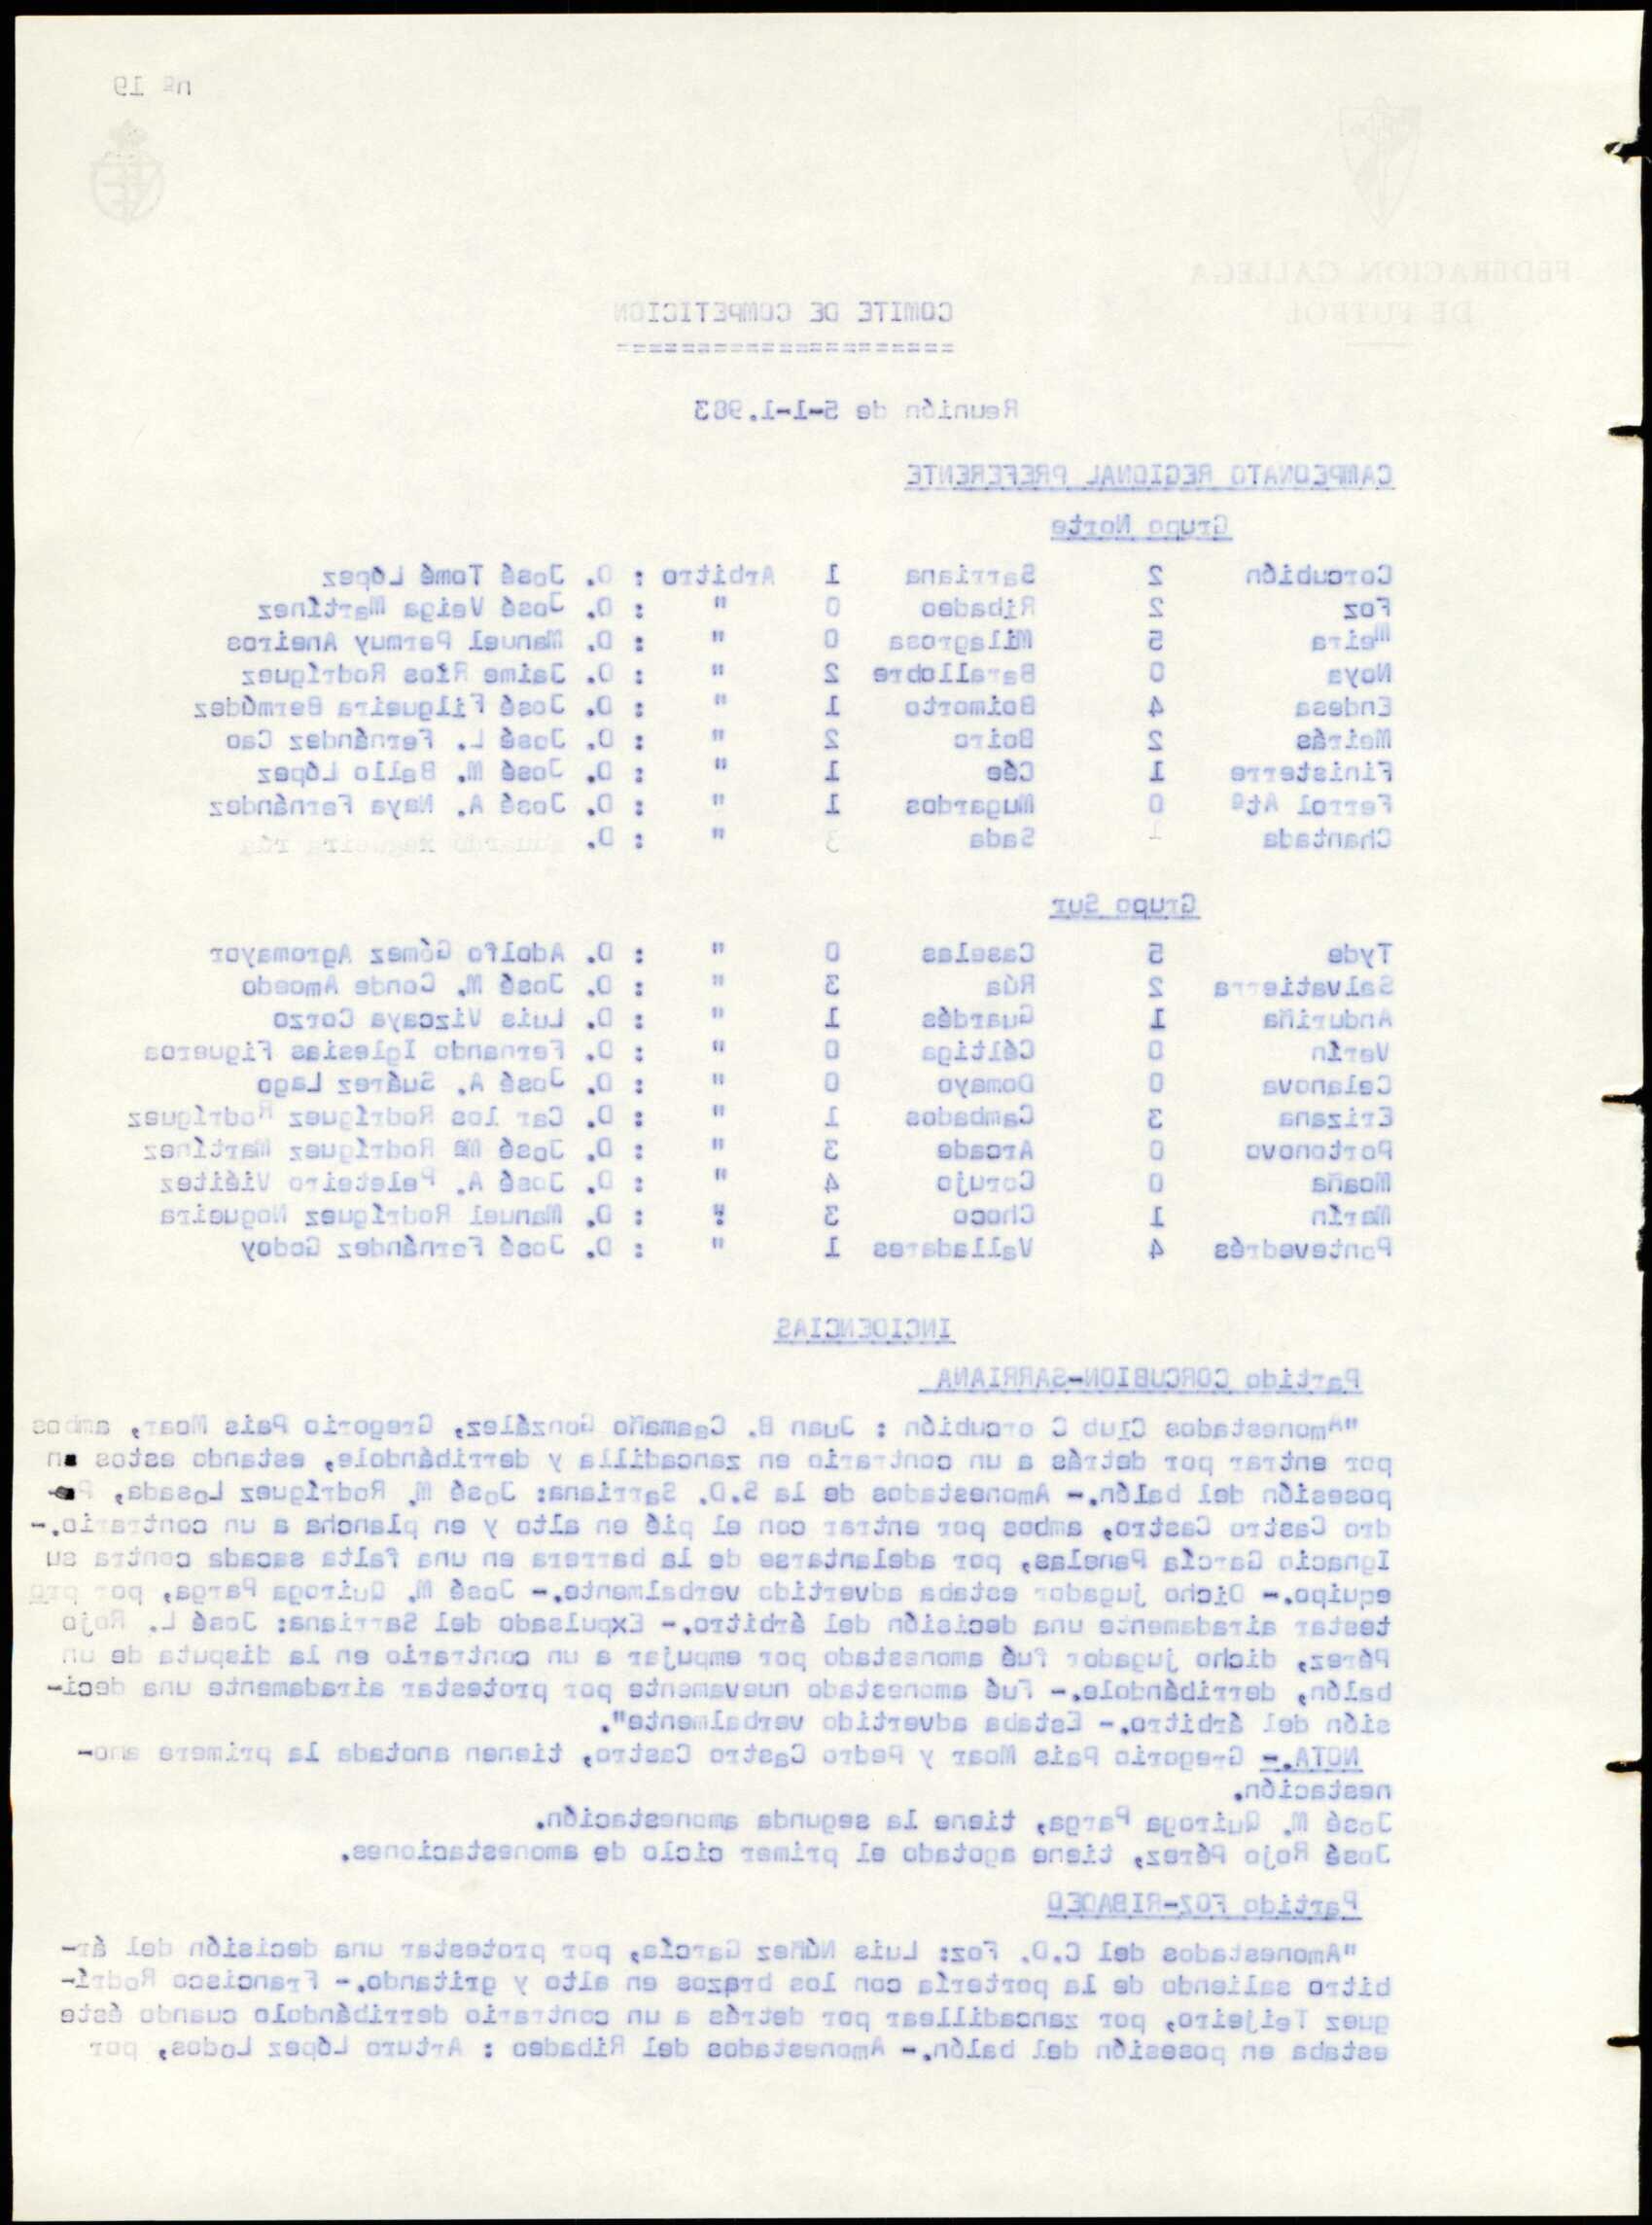 nº 19
FEDERACION GALLEGA
DE FUTBOL
COMITE DE COMPETICION
=====================
Reunión de 5-1-1.983
CAMPEONATO REGIONAL PREFERENTE
Grupo Norte
Corcubión 2 Sarriana 1 Arbitro : D. José Tomé López
Foz 2 Ribadeo 0 " : D. José Veiga Martínez
Meira 5 Milagrosa 0 " : D. Manuel Permuy Aneiros
Noya 0 Barallobre 2 " : D. Jaime Ríos Rodríguez
Endesa 4 Boimorto 1 " : D. José Filgueira Bermúdez
Meirás 2 Boiro 2 " : D. José L. Fernández Cao
Finisterre 1 Cée 1 " : D. José M. Bello López
Ferrol Atº 0 Mugardos 1 " : D. José A. Naya Fernández
Chantada 1 Sada 3 " : D.
Grupo Sur
Tyde 5 Caselas 0 " : D. Adolfo Gómez Agromayor
Salvatierra 2 Rúa 3 " : D. José M. Conde Amoedo
Anduriña 1 Guardés 1 " : D. Luis Vizcaya Corzo
Verín 0 Céltiga 0 " : D. Fernando Iglesias Figueroa
Celanova 0 Domayo 0 " : D. José A. Suárez Lago
Erizana 3 Cambados 1 " : D. Car los Rodríguez Rodríguez
Portonovo 0 Arcade 3 " : D. José Mª Rodríguez Martínez
Moaña 0 Corujo 4 " : D. José A. Peleteiro Viéitez
Marín 1 Choco 3 " : D. Manuel Rodríguez Nogueira
Pontevedrés 4 Valladares 1 " : D. José Fernández Godoy
INCIDENCIAS
Partido CORCUBION-SARRIANA
"Amonestados Club C orcubión : Juan B. Caamaño González, Gregorio Pais Moar, ambos
por entrar por detrás a un contrario en zancadilla y derribándole, estando estos en
posesión del balón.- Amonestados de la S.D. Sarriana: José M. Rodríguez Losada, Pe-
dro Castro Castro, ambos por entrar con el pié en alto y en plancha a un contrario.-
Ignacio García Panelas, por adelantarse de la barrera en una falta sacada contra su
equipo.- Dicho jugador estaba advertido verbalmente.- José M. Quiroga Parga, por pro
testar airadamente una decisión del árbitro.- Expulsado del Sarriana: José L. Rojo
Pérez, dicho jugador fué amonestado por empujar a un contrario en la disputa de un
balón, derribándole.- Fué amonestado nuevamente por protestar airadamente una deci-
sión del árbitro.- Estaba advertido verbalmente".
NOTA.- Gregorio Pais Moar y Pedro Castro Castro, tienen anotada la primera amo-
nestación.
José M. Quiroga Parga, tiene la segunda amonestación.
José Rojo Pérez, tiene agotado el primer ciclo de amonestaciones.
Partido FOZ-RIBADEO
"Amonestados del C.D. Foz: Luis Núñez García, por protestar una decisión del ár-
bitro saliendo de la portería con los brazos en alto y gritando.- Francisco Rodrí-
guez Teijeiro, por zancadillear por detrás a un contrario derribándolo cuando éste
estaba en posesión del balón.- Amonestados del Ribadeo : Arturo López Lodos, por